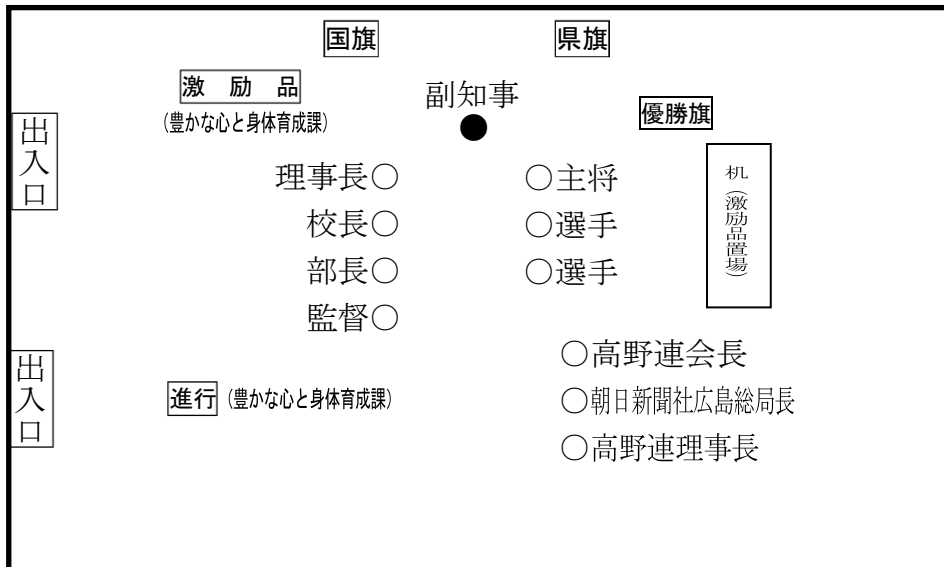 国旗
県旗
激励品
副知事
(豊かな心と身体育成課)
優勝旗
出入口
理事長○
○主将
机(激励品置場)
校長○
○選手
部長○
○選手
監督○
○高野連会長
出入口
進行 (豊かな心と身体育成課)
○朝日新聞社広島総局長
○高野連理事長